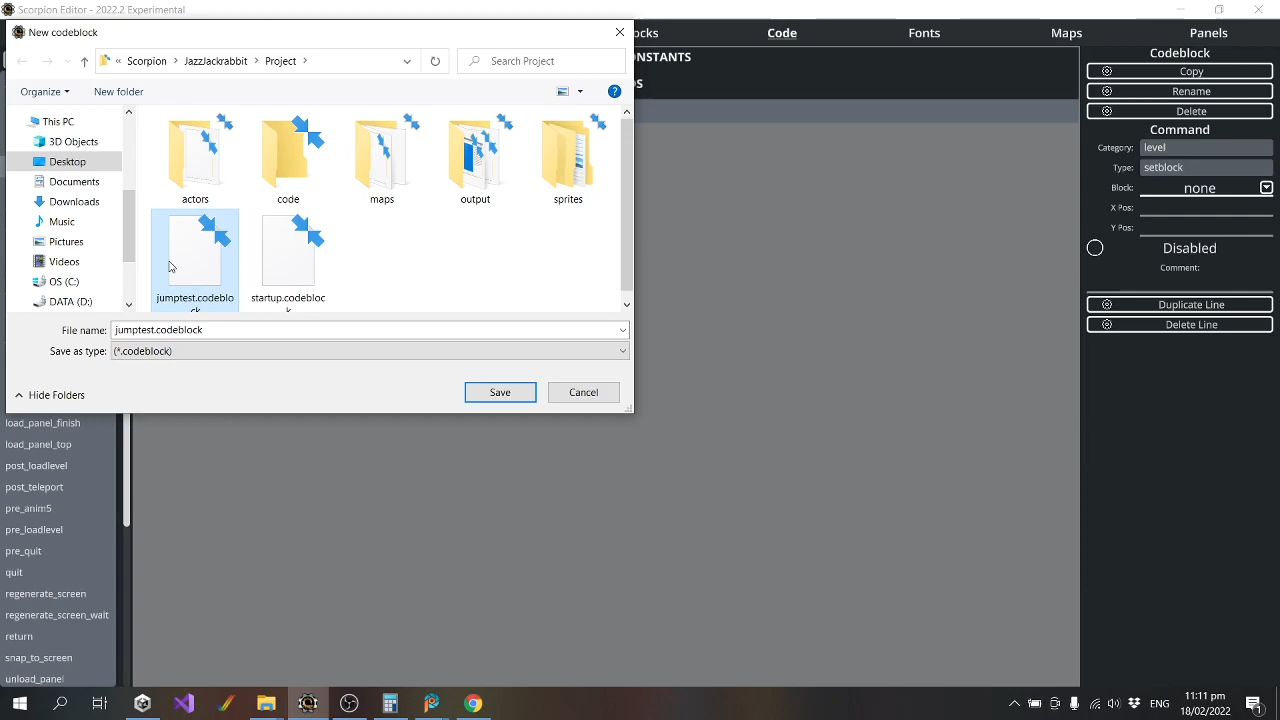 Scorpion Editor - 2022.2 Experimental
New codeblock
ocks
Code
Fonts
Maps
Panels
« Scorpion > JazzJackrabbit > Project >
Search Project
ONSTANTS
Organize
New folder
?
This PC
3D Objects
Desktop
Documents
Downloads
Music
Pictures
Videos
OS (C:)
DATA (D:)
actors
code
maps
output
sprites
jumptest.codeblo
startup.codebloc
File name:
jumptest.codeblock
Save as type:
(*.codeblock)
Hide Folders
Save
Cancel
load_panel_finish
load_panel_top
post_loadlevel
post_teleport
pre_anim5
pre_loadlevel
pre_quit
quit
regenerate_screen
regenerate_screen_wait
return
snap_to_screen
unload_panel
Codeblock
Copy
Rename
Delete
Command
Category:
level
Type:
setblock
Block:
none
X Pos:
Y Pos:
Disabled
Comment:
Duplicate Line
Delete Line
ENG
11:11 pm
18/02/2022
1